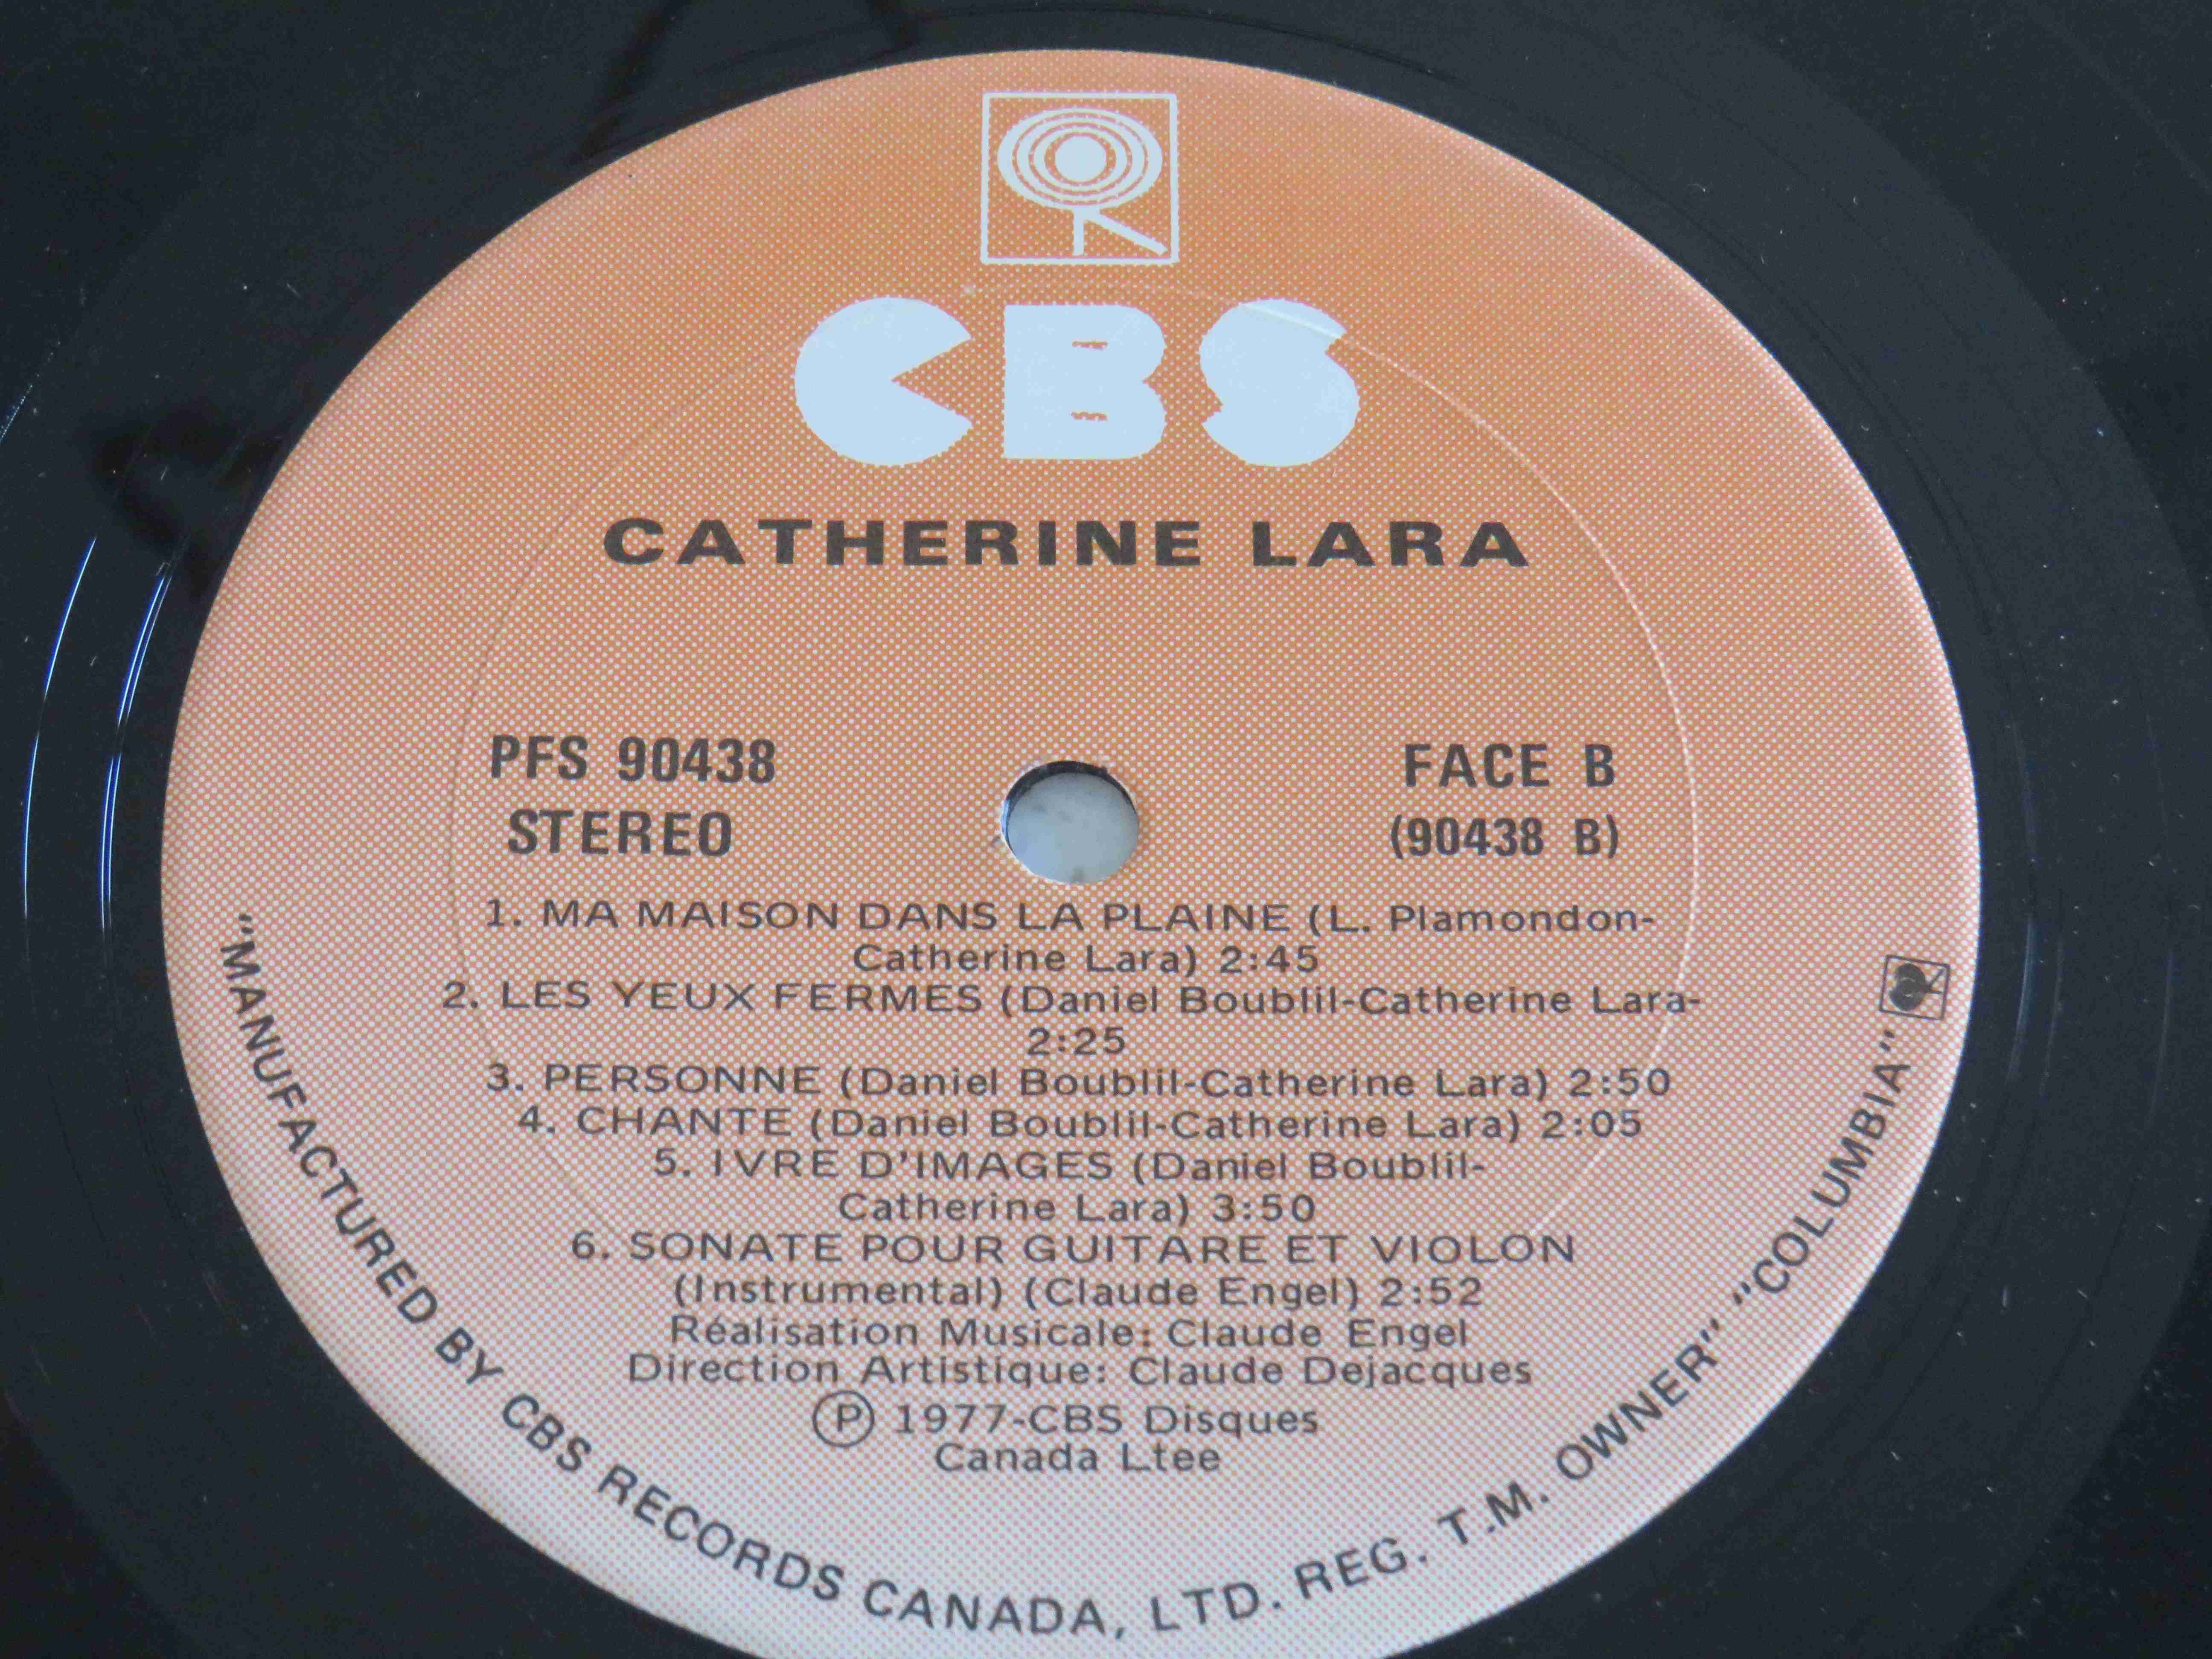 CBS
CATHERINE LARA
PFS 90438
STEREO
FACE B
(90438 B)
1. MA MAISON DANS LA PLAINE (L. Plamondon-
Catherine Lara) 2:45
2. LES YEUX FERMES (Daniel Boublil-Catherine Lara-
2:25
3. PERSONNE (Daniel Boublil-Catherine Lara) 2:50
4. CHANTE (Daniel Boublil-Catherine Lara) 2:05
5. IVRE D'IMAGES (Daniel Boublil-
Catherine Lara) 3:50
6. SONATE POUR GUITARE ET VIOLON
(Instrumental) (Claude Engel) 2:52
Réalisation Musicale: Claude Engel
Direction Artistique: Claude Dejacques
Ⓟ 1977-CBS Disques
Canada Ltee
"MANUFACTURED BY CBS RECORDS CANADA, LTD. REG. T.M. OWNER" "COLUMBIA"